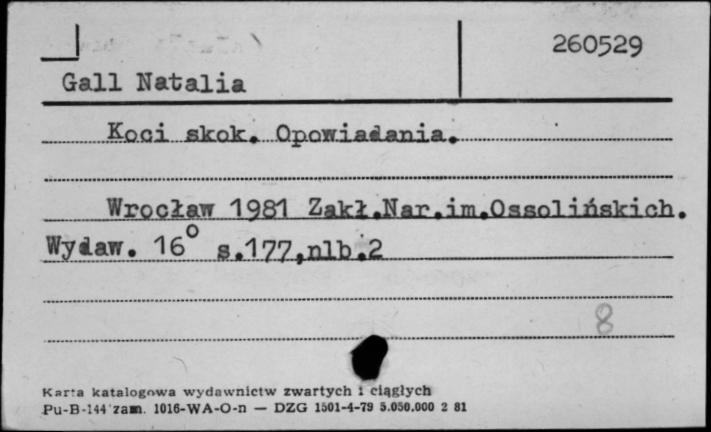 260529
Gall Natalia
Koci skok. Opowiadania.
Wrocław 1981 Zakł.Nar.im.Ossolińskich.
Wydaw. 16° s.177,nlb.2
8
Karta katalogowa wydawnictw zwartych i ciągłych
Pu-B-144 zam. 1016-WA-O-n — DZG 1501-4-79 5.050.000 2 81